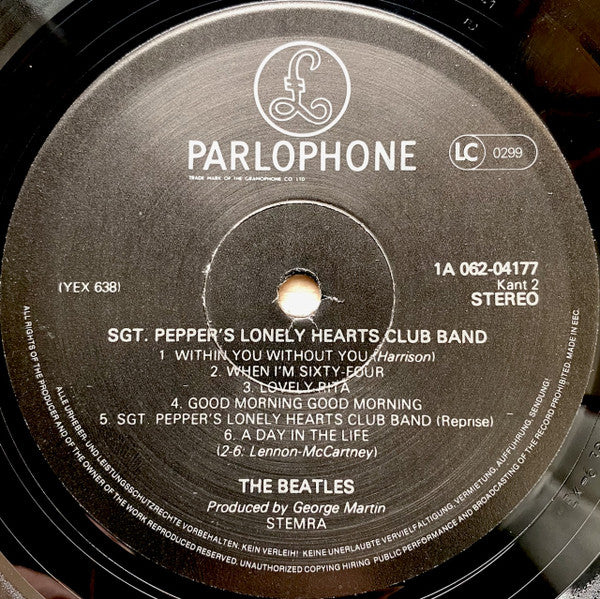 £
PARLOPHONE
TRADE MARK OF THE GRAMOPHONE CO LTD
LC 0299
1A 062-04177
Kant 2
STEREO
(YEX 638)
SGT. PEPPER'S LONELY HEARTS CLUB BAND
1 WITHIN YOU WITHOUT YOU (Harrison)
2. WHEN I'M SIXTY-FOUR
3. LOVELY RITA
4. GOOD MORNING GOOD MORNING
5. SGT. PEPPER'S LONELY HEARTS CLUB BAND (Reprise)
6. A DAY IN THE LIFE
(2-6. Lennon-McCartney)
THE BEATLES
Produced by George Martin
STEMRA
ALLE URHEBER- UND LEISTUNGSSCHUTZRECHTE VORBEHALTEN. KEIN VERLEIH! KEINE UNERLAUBTE VERVIELFÄLTIGUNG, VERMIETUNG, AUFFÜHRUNG, SENDUNG!
ALL RIGHTS OF THE PRODUCER AND OF THE OWNER OF THE WORK REPRODUCED RESERVED. UNAUTHORIZED COPYING HIRING PUBLIC PERFORMANCE AND BROADCASTING OF THE RECORD PROHIBITED. MADE IN EEC.